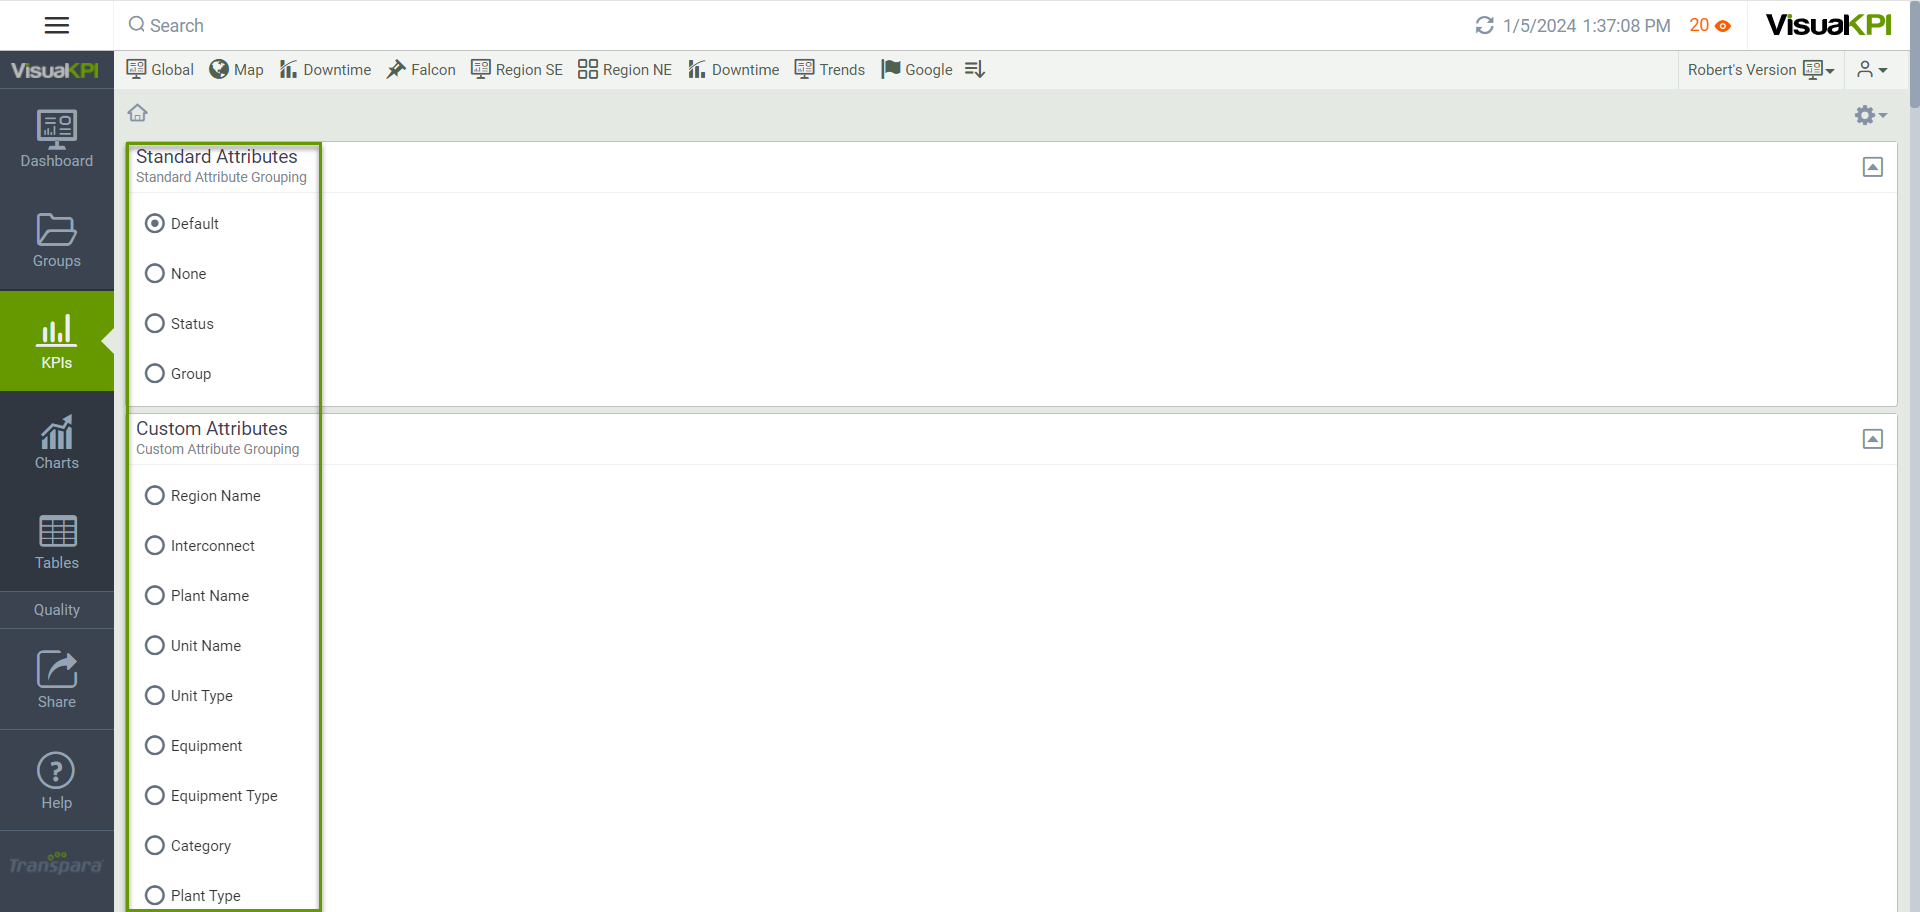 Search
1/5/2024 1:37:08 PM
20
VisualKPI
VisualKPI
Global
Map
Downtime
Falcon
Region SE
Region NE
Downtime
Trends
Google
Robert's Version
Dashboard
Groups
KPIs
Charts
Tables
Quality
Share
Help
Transpara
Standard Attributes
Standard Attribute Grouping
Default
None
Status
Group
Custom Attributes
Custom Attribute Grouping
Region Name
Interconnect
Plant Name
Unit Name
Unit Type
Equipment
Equipment Type
Category
Plant Type